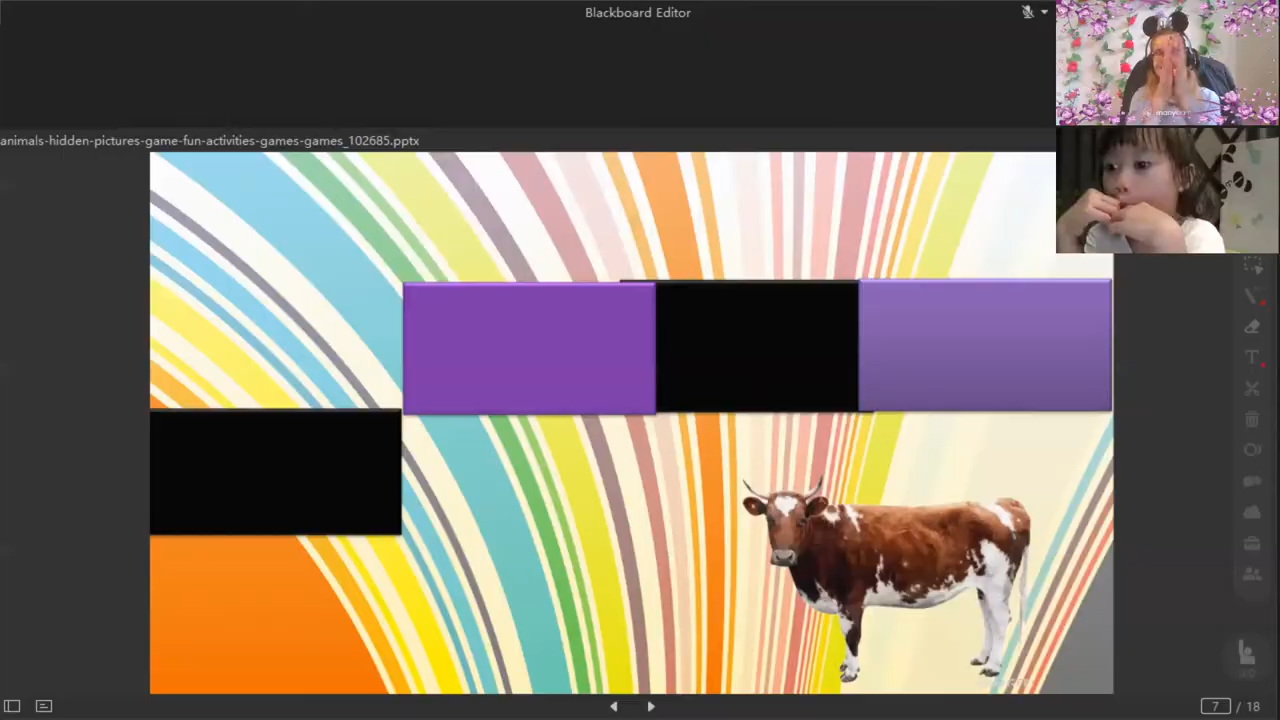 Blackboard Editor
animals-hidden-pictures-game-fun-activities-games-games_102685.pptx
7 / 18